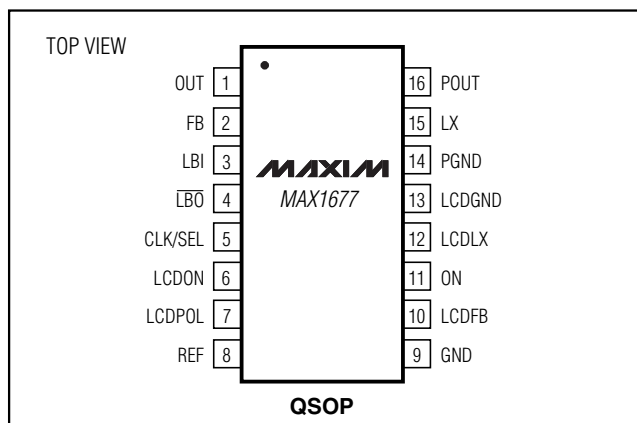 TOP VIEW
OUT 1
FB 2
LBI 3
L̅B̅O̅ 4
CLK/SEL 5
LCDON 6
LCDPOL 7
REF 8
MAXIM
MAX1677
16 POUT
15 LX
14 PGND
13 LCDGND
12 LCDLX
11 ON
10 LCDFB
9 GND
QSOP